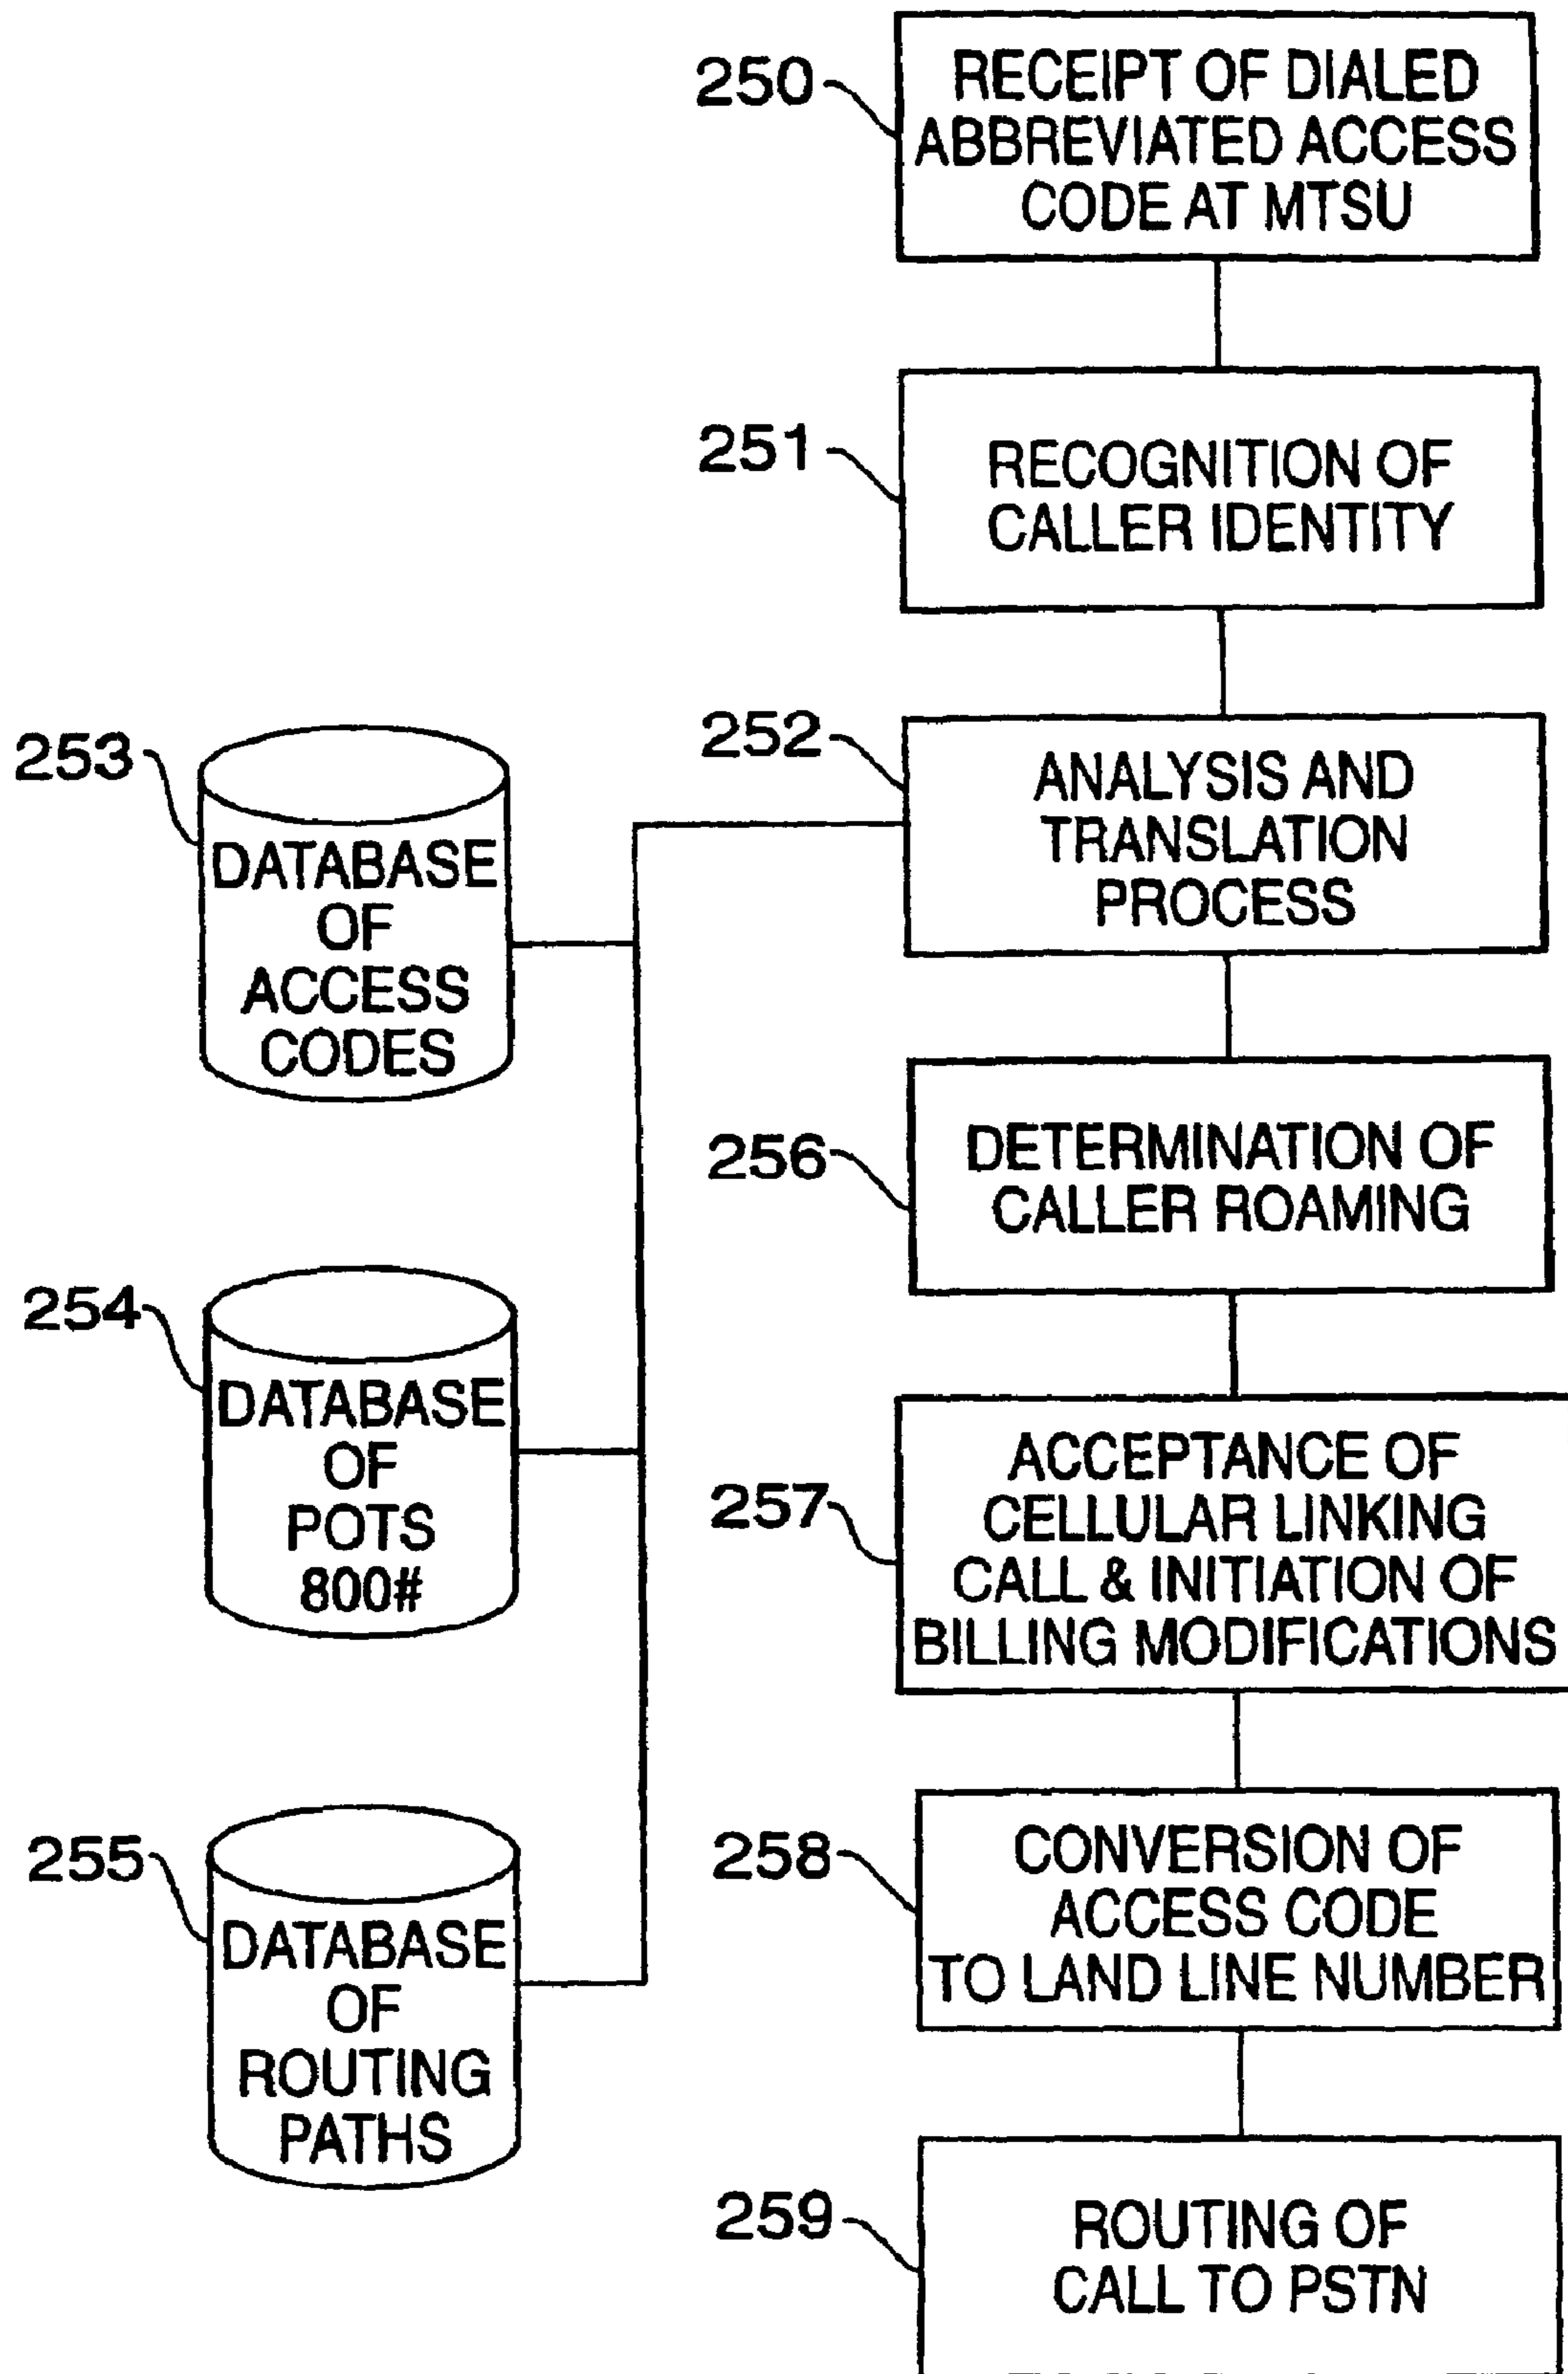 250
RECEIPT OF DIALED
ABBREVIATED ACCESS
CODE AT MTSU
251
RECOGNITION OF
CALLER IDENTITY
252
ANALYSIS AND
TRANSLATION
PROCESS
253
DATABASE
OF
ACCESS
CODES
256
DETERMINATION OF
CALLER ROAMING
254
DATABASE
OF
POTS
800#
257
ACCEPTANCE OF
CELLULAR LINKING
CALL & INITIATION OF
BILLING MODIFICATIONS
255
DATABASE
OF
ROUTING
PATHS
258
CONVERSION OF
ACCESS CODE
TO LAND LINE NUMBER
259
ROUTING OF
CALL TO PSTN